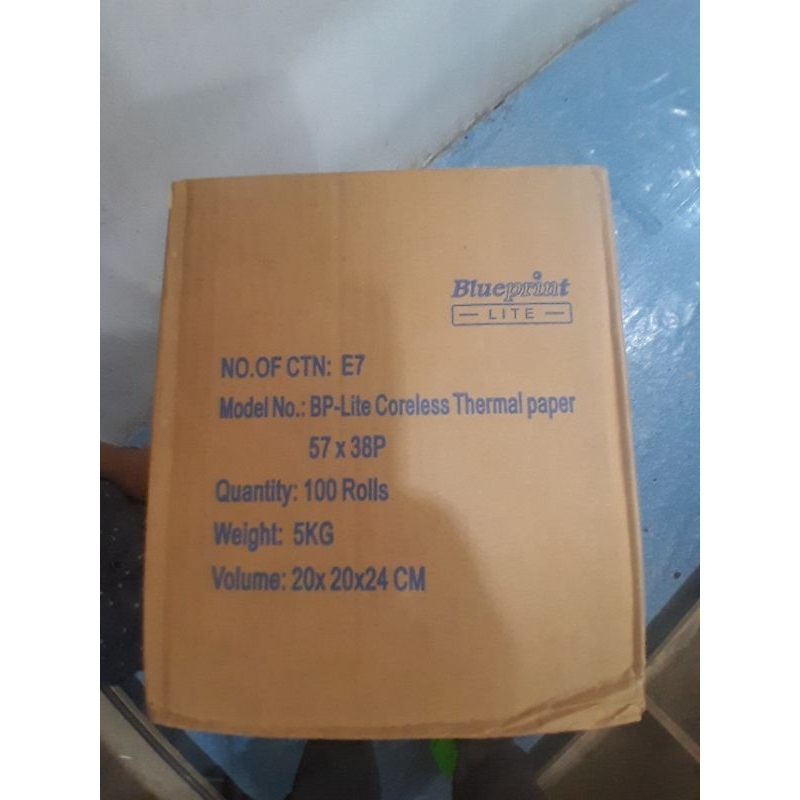 Blueprint
LITE
NO.OF CTN: E7
Model No.: BP-Lite Coreless Thermal paper
57 x 38P
Quantity: 100 Rolls
Weight: 5KG
Volume: 20x 20x24 CM